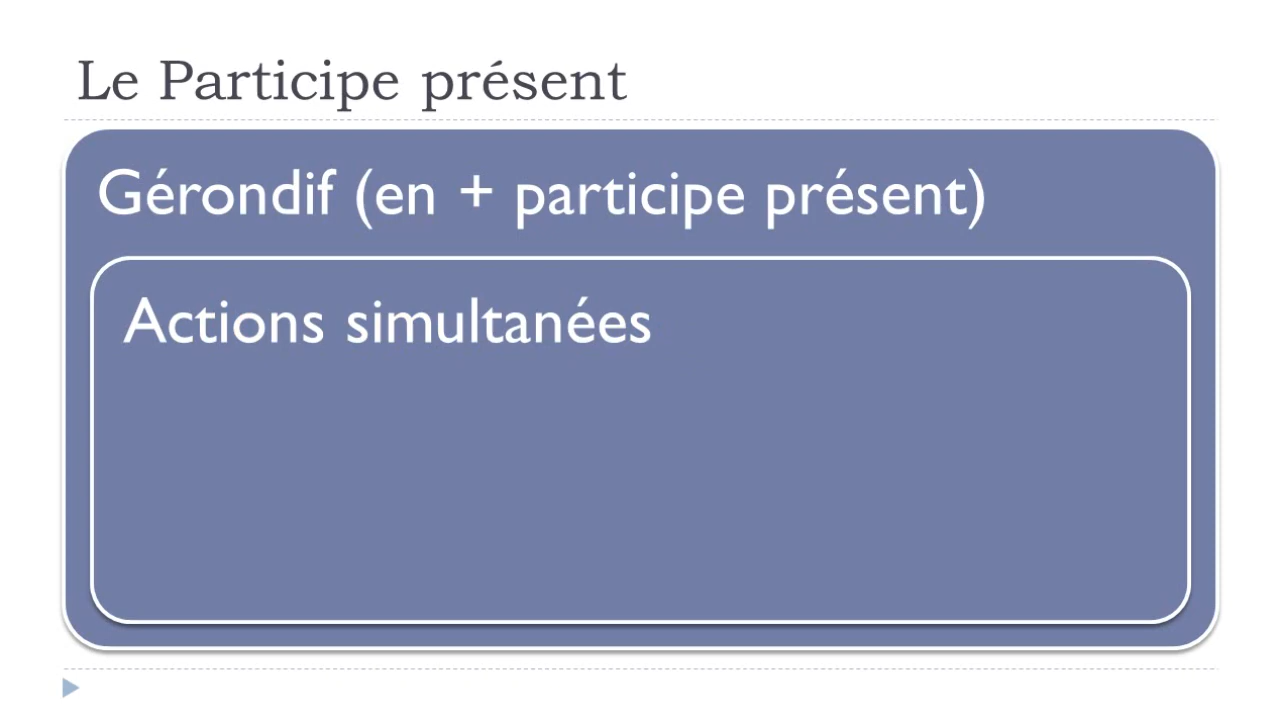 Le Participe présent
Gérondif (en + participe présent)
Actions simultanées